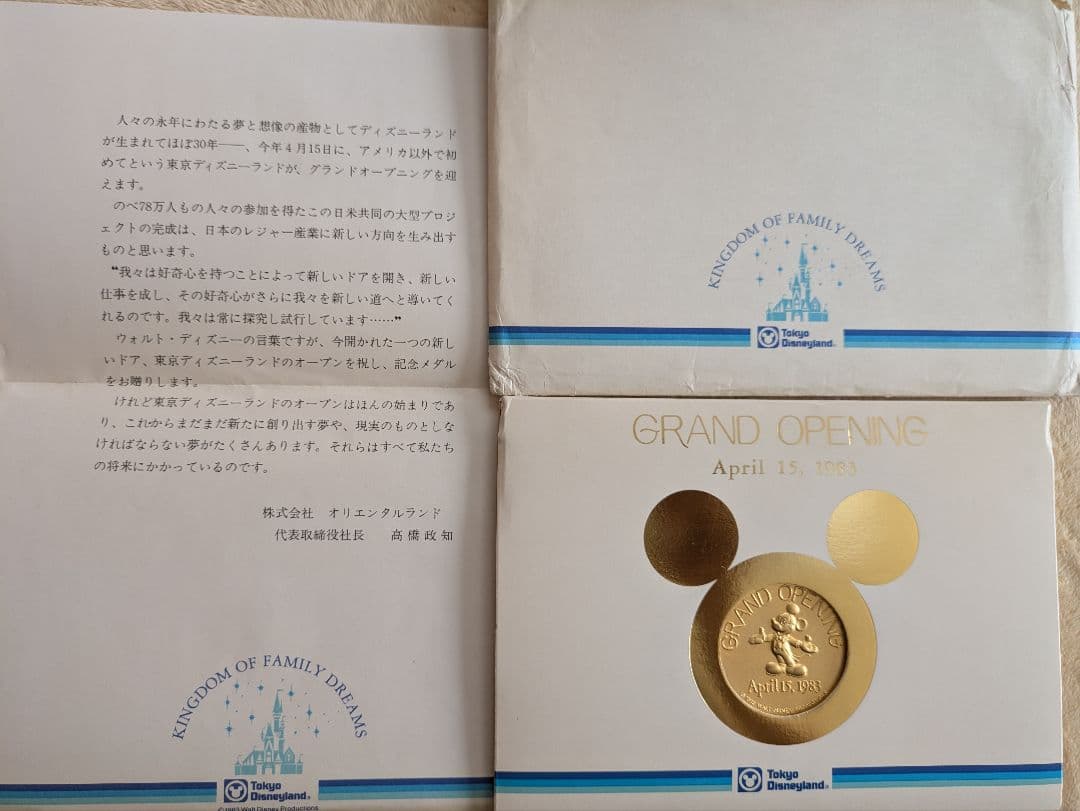 人々の永年にわたる夢と想像の産物としてディズニーランド
が生まれてほぼ30年――、今年4月15日に、アメリカ以外で初
めてという東京ディズニーランドが、グランドオープニングを迎
えます。
のべ78万人もの人々の参加を得たこの日米共同の大型プロジ
ェクトの完成は、日本のレジャー産業に新しい方向を生み出す
ものと思います。
❝我々は好奇心を持つことによって新しいドアを開き、新しい
仕事を成し、その好奇心がさらに我々を新しい道へと導いてく
れるのです。我々は常に探究し試行しています……❞
ウォルト・ディズニーの言葉ですが、今開かれた一つの新し
いドア、東京ディズニーランドのオープンを祝し、記念メダル
をお贈りします。
けれど東京ディズニーランドのオープンはほんの始まりであ
り、これからまだまだ新たに創り出す夢や、現実のものとしな
ければならない夢がたくさんあります。それらはすべて私たち
の将来にかかっているのです。
株式会社 オリエンタルランド
代表取締役社長 高橋政知
KINGDOM OF FAMILY DREAMS
Tokyo
Disneyland®
©1983 Walt Disney Productions
KINGDOM OF FAMILY DREAMS
Tokyo
Disneyland®
GRAND OPENING
April 15, 1983
GRAND OPENING
April 15, 1983
Tokyo
Disneyland®